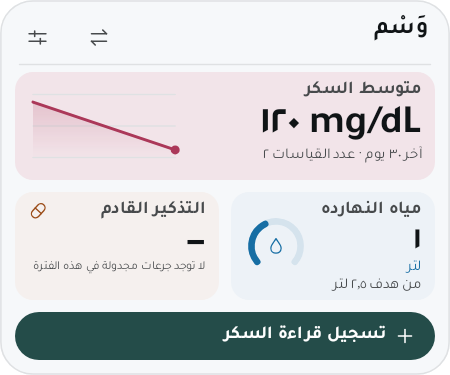 وَسْم
متوسط السكر
١٢٠ mg/dL
آخر ٣٠ يوم · عدد القياسات ٢
مياه النهارده
١
لتر
من هدف ٢٫٥ لتر
التذكير القادم
–
لا توجد جرعات مجدولة في هذه الفترة
+ تسجيل قراءة السكر